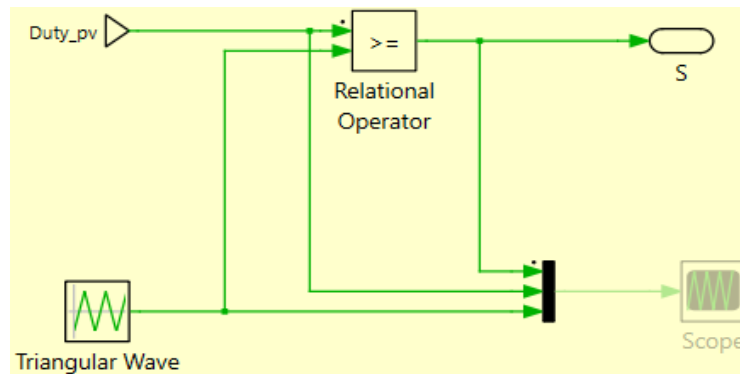 Duty_pv
>=
Relational
Operator
S
Triangular Wave
Scope